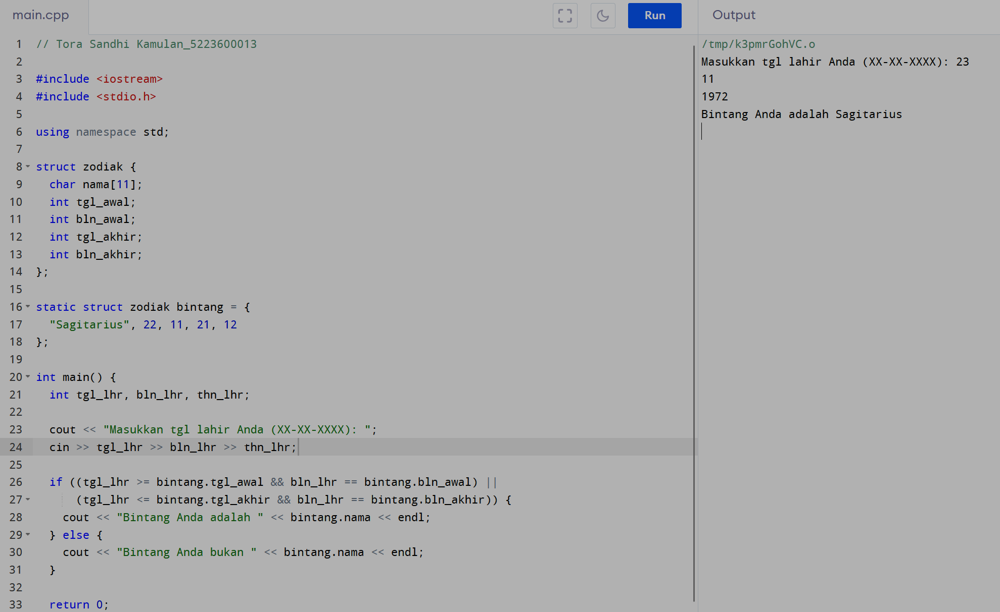 main.cpp
Run
Output
1 // Tora Sandhi Kamulan_5223600013
2
3 #include <iostream>
4 #include <stdio.h>
5
6 using namespace std;
7
8 struct zodiak {
9   char nama[11];
10   int tgl_awal;
11   int bln_awal;
12   int tgl_akhir;
13   int bln_akhir;
14 };
15
16 static struct zodiak bintang = {
17   "Sagitarius", 22, 11, 21, 12
18 };
19
20 int main() {
21   int tgl_lhr, bln_lhr, thn_lhr;
22
23   cout << "Masukkan tgl lahir Anda (XX-XX-XXXX): ";
24   cin >> tgl_lhr >> bln_lhr >> thn_lhr;
25
26   if ((tgl_lhr >= bintang.tgl_awal && bln_lhr == bintang.bln_awal) ||
27       (tgl_lhr <= bintang.tgl_akhir && bln_lhr == bintang.bln_akhir)) {
28     cout << "Bintang Anda adalah " << bintang.nama << endl;
29   } else {
30     cout << "Bintang Anda bukan " << bintang.nama << endl;
31   }
32
33   return 0;
/tmp/k3pmrGohVC.o
Masukkan tgl lahir Anda (XX-XX-XXXX): 23
11
1972
Bintang Anda adalah Sagitarius